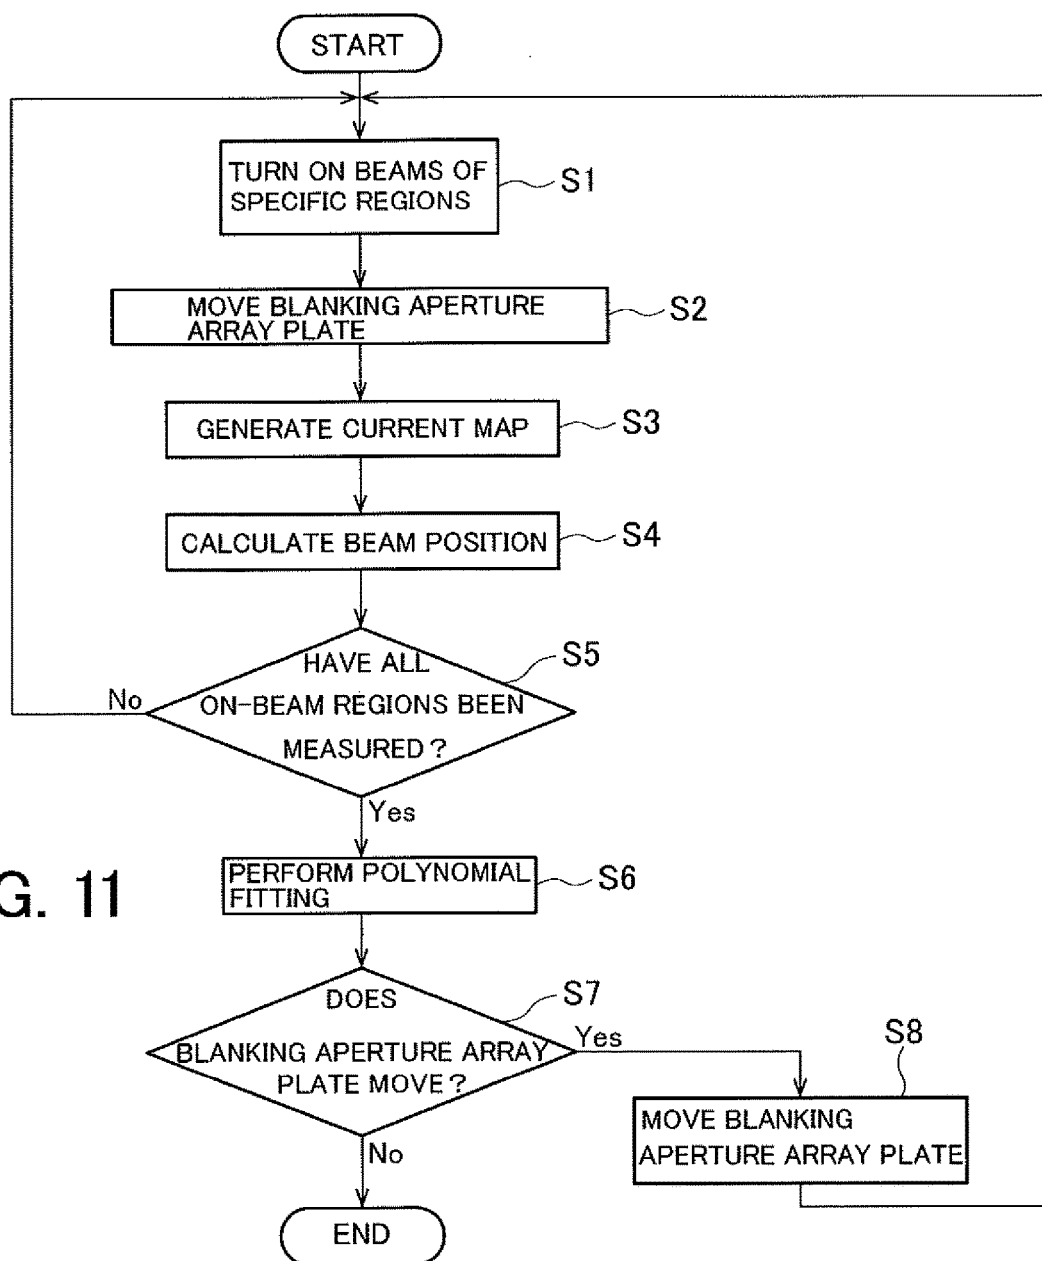 START
TURN ON BEAMS OF
SPECIFIC REGIONS
S1
MOVE BLANKING APERTURE
ARRAY PLATE
S2
GENERATE CURRENT MAP
S3
CALCULATE BEAM POSITION
S4
HAVE ALL
ON-BEAM REGIONS BEEN
MEASURED?
S5
No
Yes
PERFORM POLYNOMIAL
FITTING
S6
G. 11
DOES
BLANKING APERTURE ARRAY
PLATE MOVE?
S7
Yes
S8
MOVE BLANKING
APERTURE ARRAY PLATE
No
END